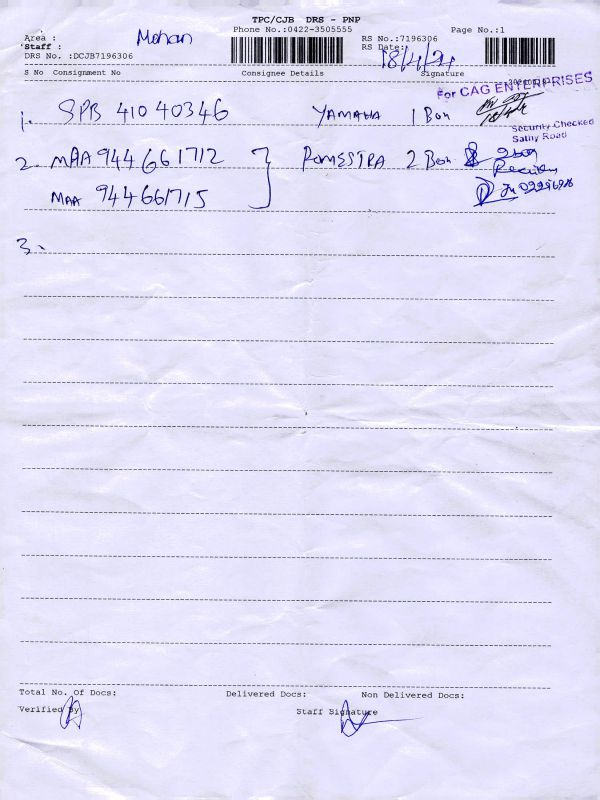 TPC/CJB DRS - PNP
Area : Mohan Phone No.:0422-3505555 RS No.:7196306 Page No.:1
Staff : RS Date: 18/4/24
DRS No. :DCJB7196306
S No Consignment No Consignee Details Signature
For CAG ENTERPRISES
1. SPB 41040346 YAMAHA 1 Box
Security Checked
Sathy Road
2. MAA 944661712 ROMESTRA 2 Box
MAA 944661715
3.
Total No. Of Docs: Delivered Docs: Non Delivered Docs:
Verified By Staff Signature